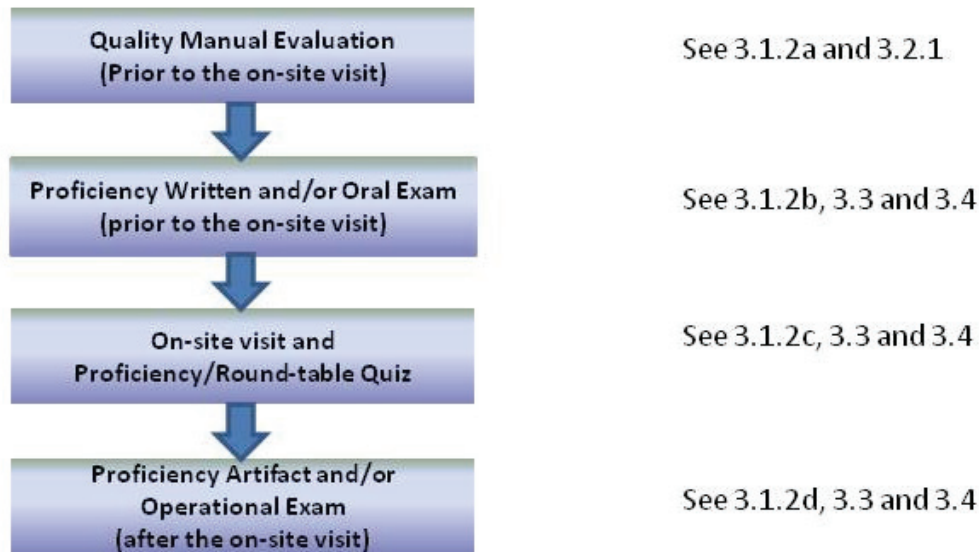 Quality Manual Evaluation
(Prior to the on-site visit)
See 3.1.2a and 3.2.1
Proficiency Written and/or Oral Exam
(prior to the on-site visit)
See 3.1.2b, 3.3 and 3.4
On-site visit and
Proficiency/Round-table Quiz
See 3.1.2c, 3.3 and 3.4
Proficiency Artifact and/or
Operational Exam
(after the on-site visit)
See 3.1.2d, 3.3 and 3.4